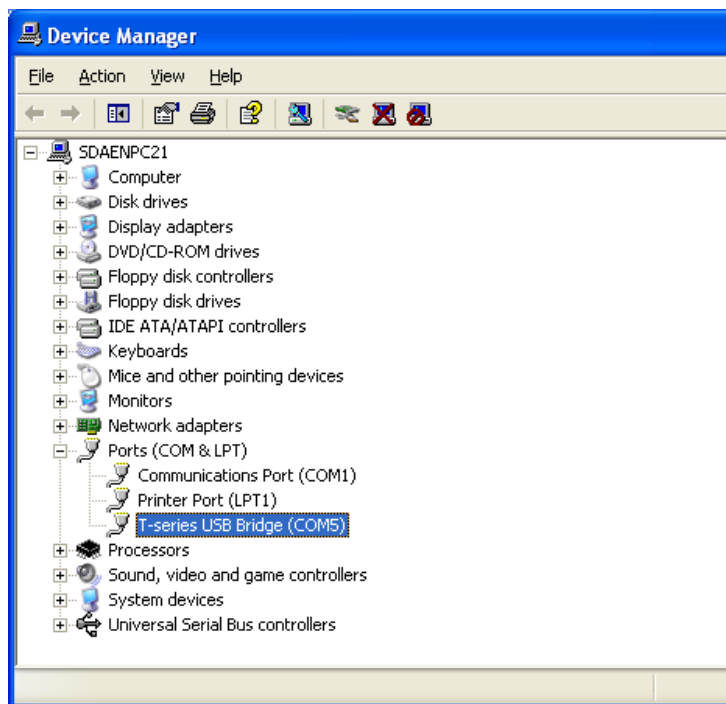 Device Manager
File Action View Help
SDAENPC21
Computer
Disk drives
Display adapters
DVD/CD-ROM drives
Floppy disk controllers
Floppy disk drives
IDE ATA/ATAPI controllers
Keyboards
Mice and other pointing devices
Monitors
Network adapters
Ports (COM & LPT)
Communications Port (COM1)
Printer Port (LPT1)
T-series USB Bridge (COM5)
Processors
Sound, video and game controllers
System devices
Universal Serial Bus controllers